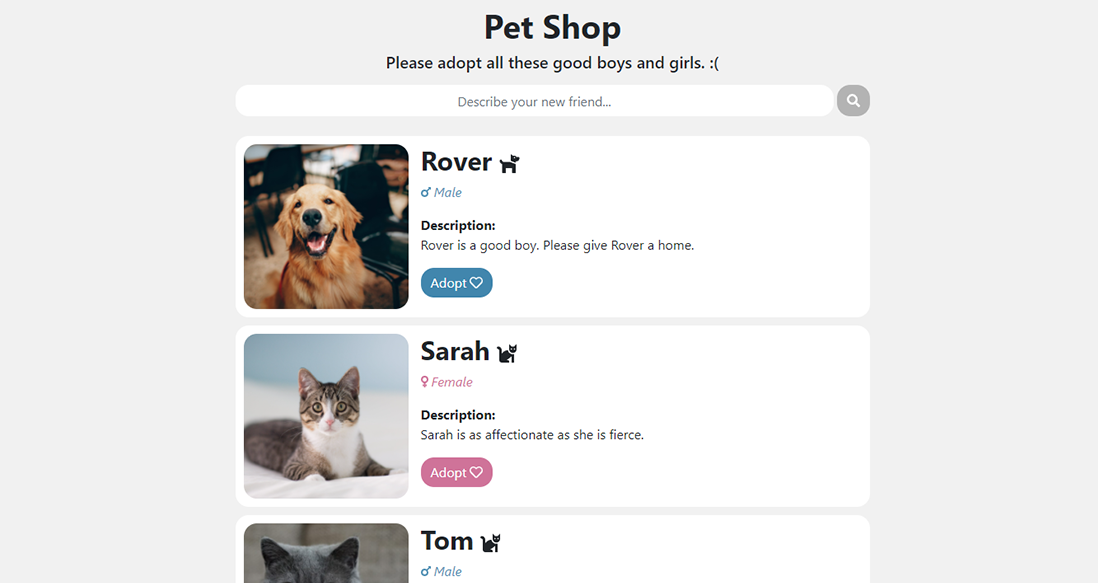 Pet Shop
Please adopt all these good boys and girls. :(
Describe your new friend...
Rover
Male
Description:
Rover is a good boy. Please give Rover a home.
Adopt
Sarah
Female
Description:
Sarah is as affectionate as she is fierce.
Adopt
Tom
Male